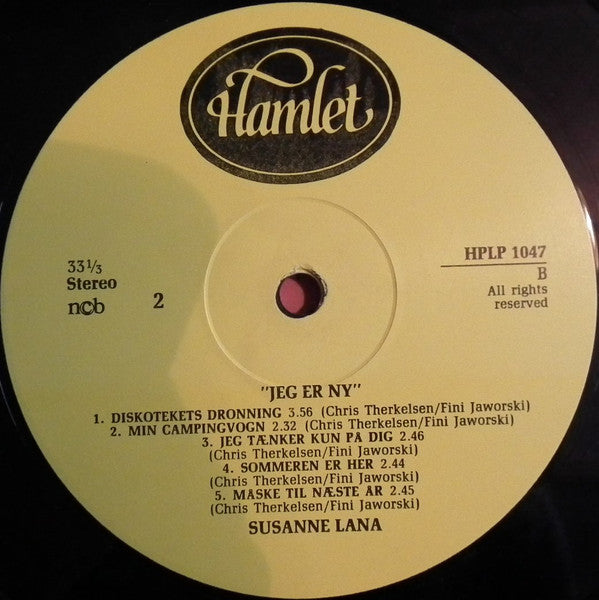 Hamlet
33 1/3
Stereo
ncb
2
HPLP 1047
B
All rights
reserved
"JEG ER NY"
1. DISKOTEKETS DRONNING 3.56 (Chris Therkelsen/Fini Jaworski)
2. MIN CAMPINGVOGN 2.32 (Chris Therkelsen/Fini Jaworski)
3. JEG TÆNKER KUN PÅ DIG 2.46
(Chris Therkelsen/Fini Jaworski)
4. SOMMEREN ER HER 2.44
(Chris Therkelsen/Fini Jaworski)
5. MÅSKE TIL NÆSTE ÅR 2.45
(Chris Therkelsen/Fini Jaworski)
SUSANNE LANA